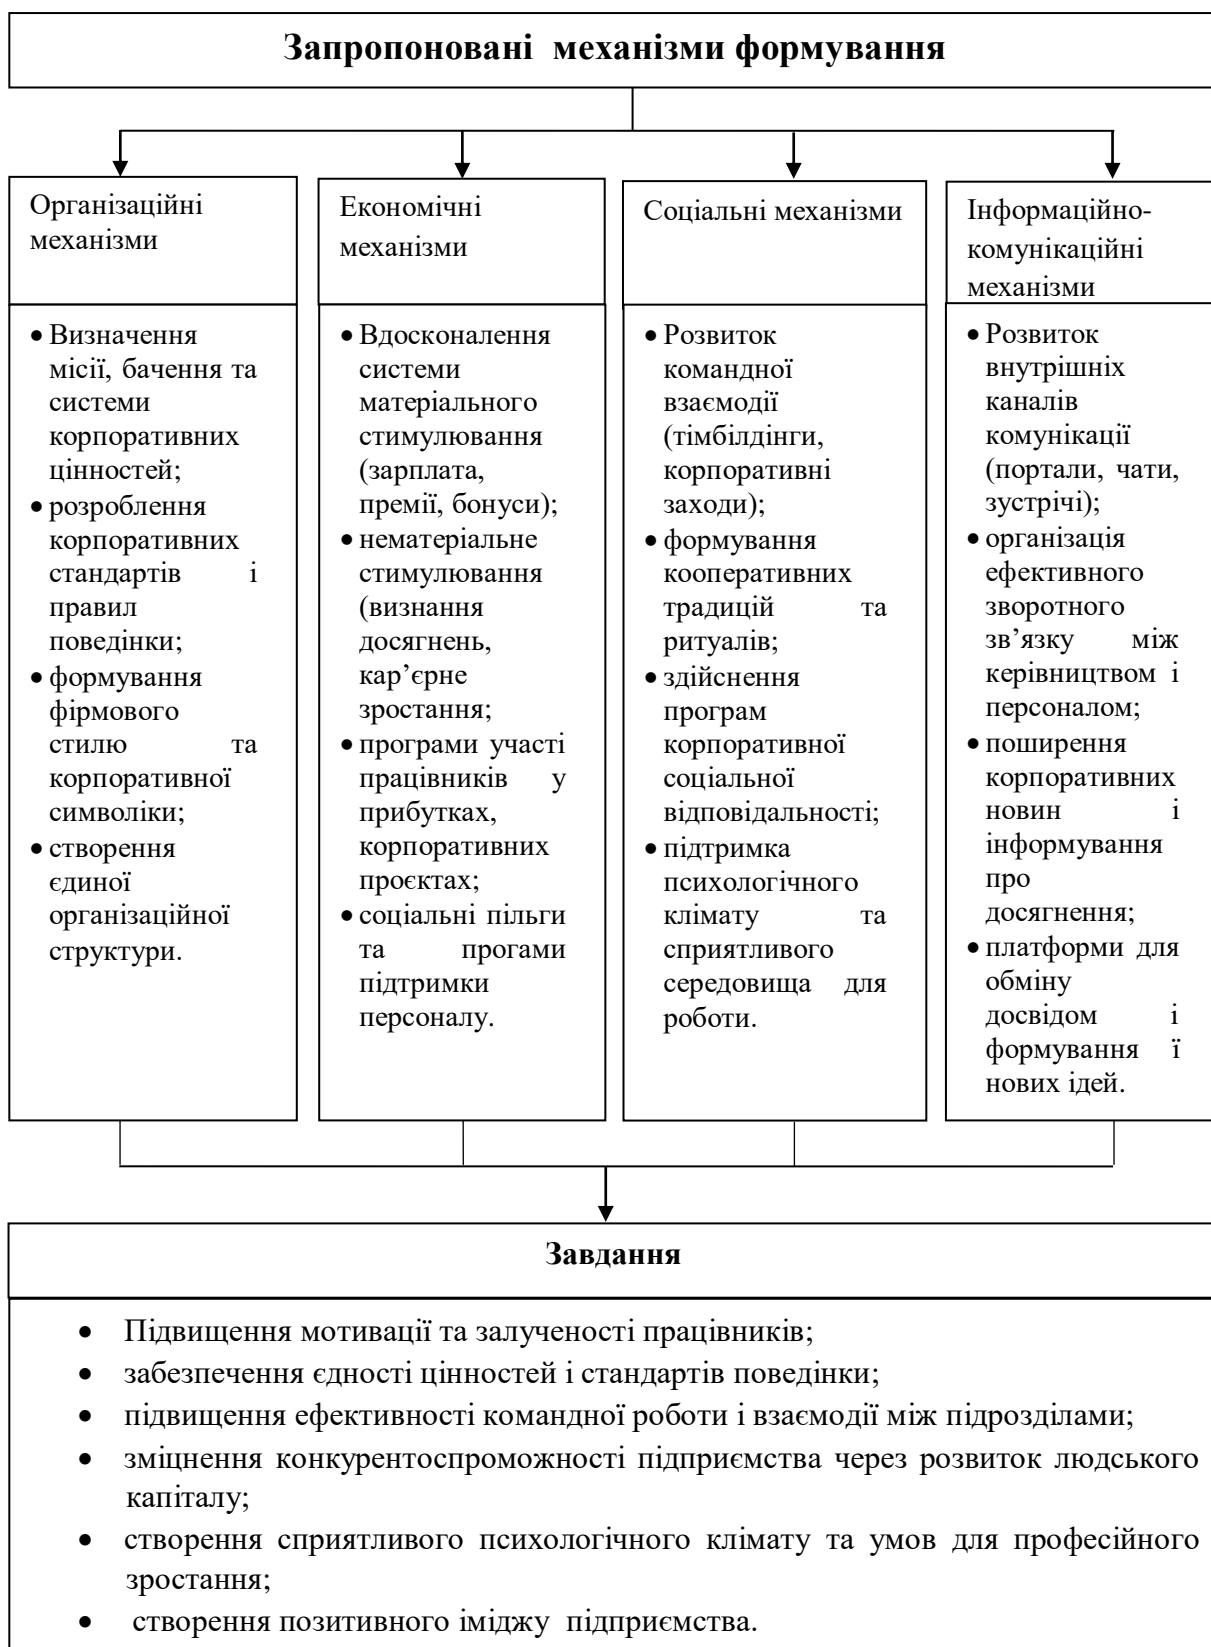 Запропоновані механізми формування
Організаційні
механізми
• Визначення
місії, бачення та
системи
корпоративних
цінностей;
• розроблення
корпоративних
стандартів і
правил
поведінки;
• формування
фірмового
стилю та
корпоративної
символіки;
• створення
єдиної
організаційної
структури.
Економічні
механізми
• Вдосконалення
системи
матеріального
стимулювання
(зарплата,
премії, бонуси);
• нематеріальне
стимулювання
(визнання
досягнень,
кар’єрне
зростання;
• програми участі
працівників у
прибутках,
корпоративних
проєктах;
• соціальні пільги
та прогами
підтримки
персоналу.
Соціальні механізми
• Розвиток
командної
взаємодії
(тімбілдінги,
корпоративні
заходи);
• формування
кооперативних
традицій та
ритуалів;
• здійснення
програм
корпоративної
соціальної
відповідальності;
• підтримка
психологічного
клімату та
сприятливого
середовища для
роботи.
Інформаційно-
комунікаційні
механізми
• Розвиток
внутрішніх
каналів
комунікації
(портали, чати,
зустрічі);
• організація
ефективного
зворотного
зв’язку між
керівництвом і
персоналом;
• поширення
корпоративних
новин і
інформування
про
досягнення;
• платформи для
обміну
досвідом і
формування ї
нових ідей.
Завдання
• Підвищення мотивації та залученості працівників;
• забезпечення єдності цінностей і стандартів поведінки;
• підвищення ефективності командної роботи і взаємодії між підрозділами;
• зміцнення конкурентоспроможності підприємства через розвиток людського
капіталу;
• створення сприятливого психологічного клімату та умов для професійного
зростання;
• створення позитивного іміджу підприємства.